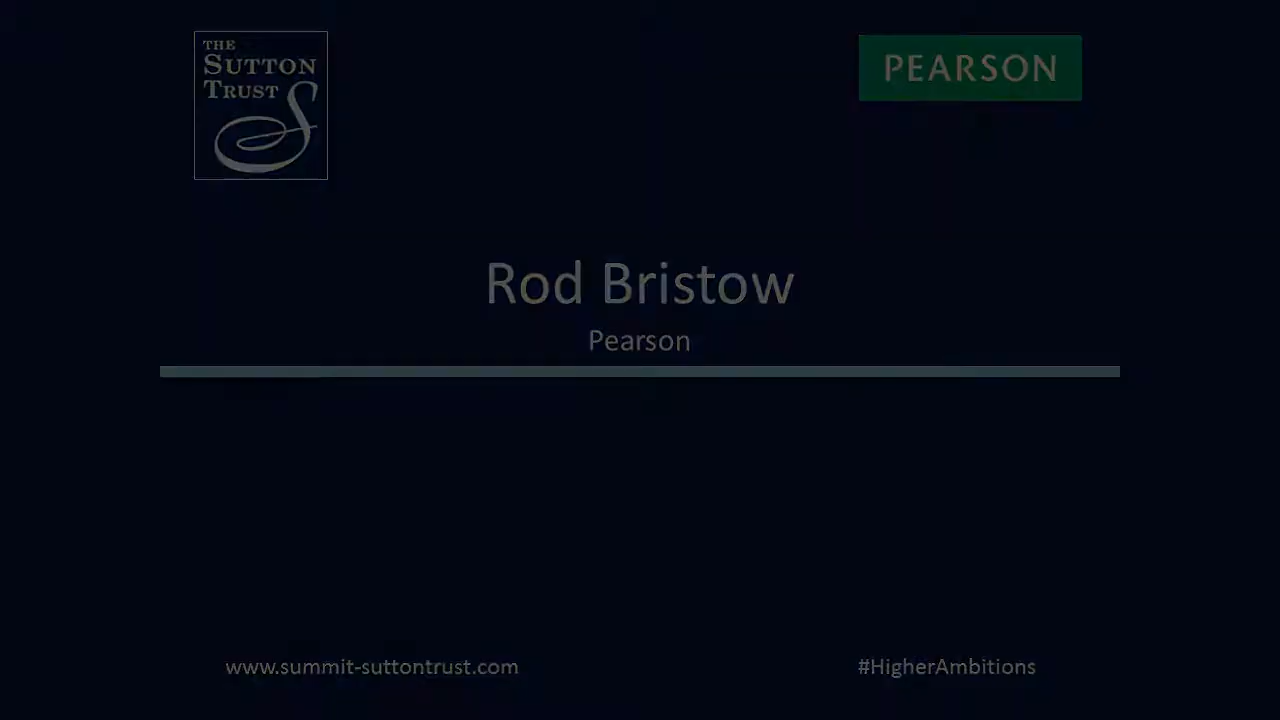 THE
SUTTON
TRUST
PEARSON
Rod Bristow
Pearson
www.summit-suttontrust.com
#HigherAmbitions